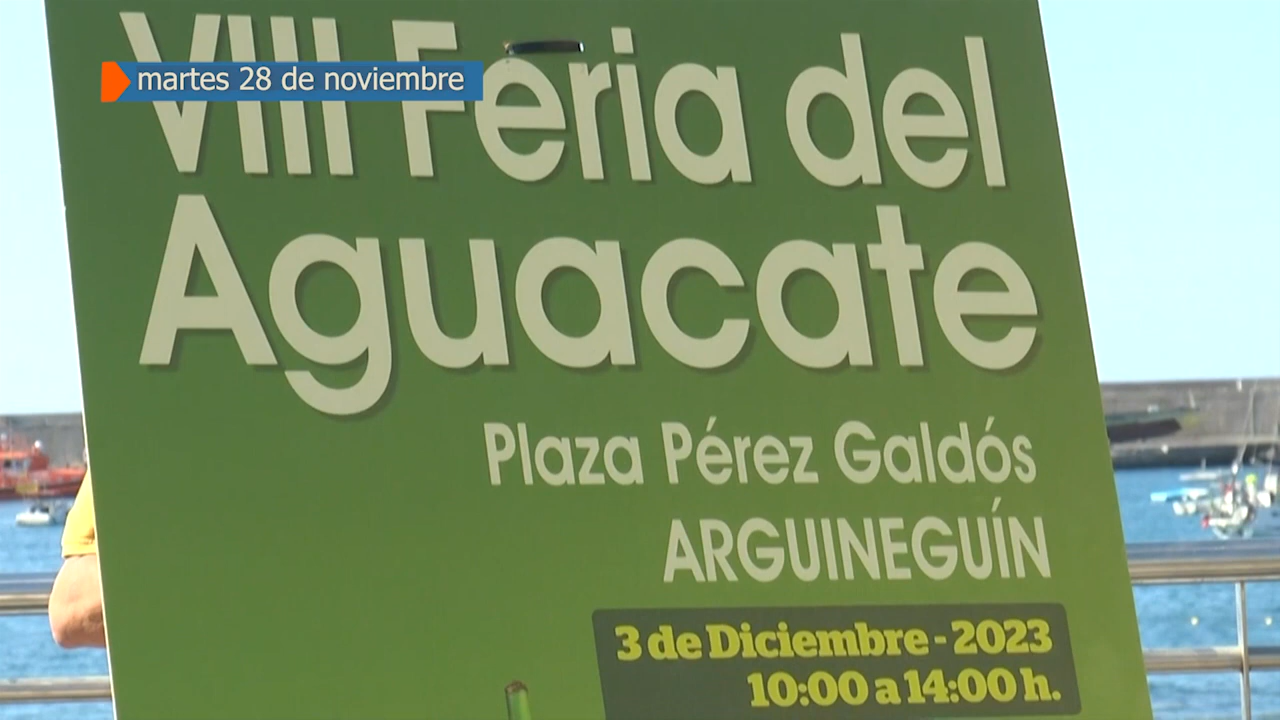 martes 28 de noviembre
VIII Feria del
Aguacate
Plaza Pérez Galdós
ARGUINEGUÍN
3 de Diciembre - 2023
10:00 a 14:00 h.